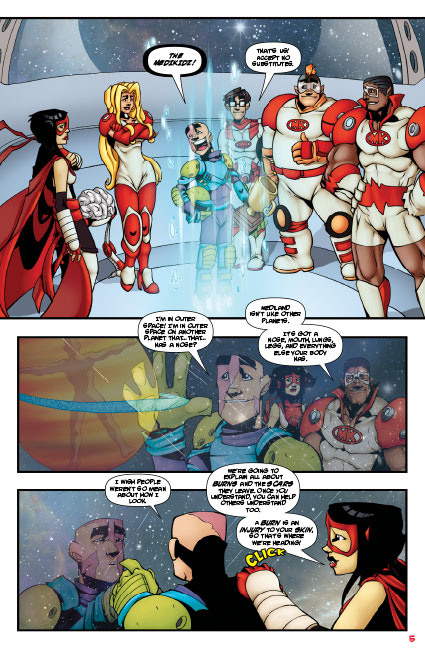 THE
MEDIKIDZ!
THAT'S US!
ACCEPT NO
SUBSTITUTES.
MK
MK
I'M IN OUTER
SPACE! I'M IN OUTER
SPACE ON ANOTHER
PLANET THAT... THAT...
HAS A NOSE?
MEDLAND
ISN'T LIKE OTHER
PLANETS.
IT'S GOT A
NOSE, MOUTH, LUNGS,
LEGS, AND EVERYTHING
ELSE YOUR BODY
HAS.
MK
I WISH PEOPLE
WEREN'T SO MEAN
ABOUT HOW I
LOOK.
WE'RE GOING TO
EXPLAIN ALL ABOUT
BURNS AND THE SCARS
THEY LEAVE. ONCE YOU
UNDERSTAND, YOU CAN HELP
OTHERS UNDERSTAND
TOO.
A BURN IS AN
INJURY TO YOUR SKIN,
SO THAT'S WHERE
WE'RE HEADING!
CLICK
5